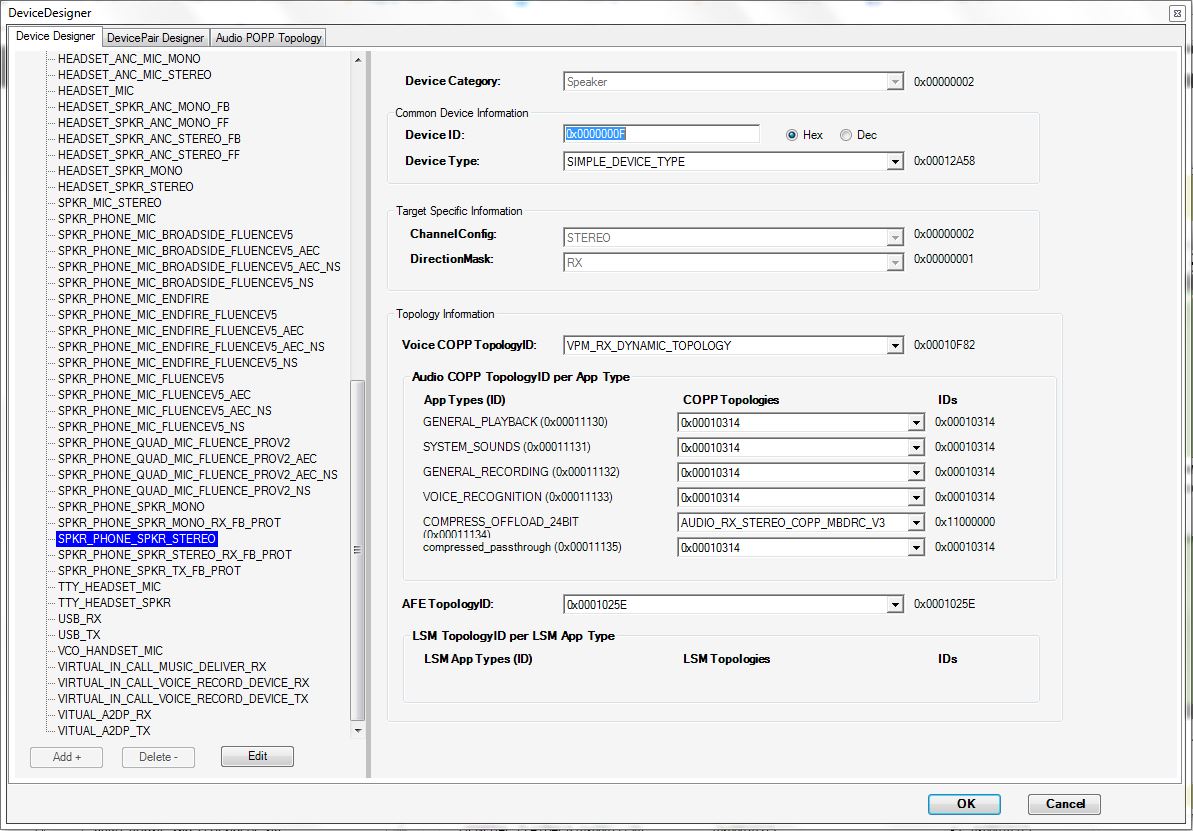 DeviceDesigner
Device Designer DevicePair Designer Audio POPP Topology
HEADSET_ANC_MIC_MONO
HEADSET_ANC_MIC_STEREO
HEADSET_MIC
HEADSET_SPKR_ANC_MONO_FB
HEADSET_SPKR_ANC_MONO_FF
HEADSET_SPKR_ANC_STEREO_FB
HEADSET_SPKR_ANC_STEREO_FF
HEADSET_SPKR_MONO
HEADSET_SPKR_STEREO
SPKR_MIC_STEREO
SPKR_PHONE_MIC
SPKR_PHONE_MIC_BROADSIDE_FLUENCEV5
SPKR_PHONE_MIC_BROADSIDE_FLUENCEV5_AEC
SPKR_PHONE_MIC_BROADSIDE_FLUENCEV5_AEC_NS
SPKR_PHONE_MIC_BROADSIDE_FLUENCEV5_NS
SPKR_PHONE_MIC_ENDFIRE
SPKR_PHONE_MIC_ENDFIRE_FLUENCEV5
SPKR_PHONE_MIC_ENDFIRE_FLUENCEV5_AEC
SPKR_PHONE_MIC_ENDFIRE_FLUENCEV5_AEC_NS
SPKR_PHONE_MIC_ENDFIRE_FLUENCEV5_NS
SPKR_PHONE_MIC_FLUENCEV5
SPKR_PHONE_MIC_FLUENCEV5_AEC
SPKR_PHONE_MIC_FLUENCEV5_AEC_NS
SPKR_PHONE_MIC_FLUENCEV5_NS
SPKR_PHONE_QUAD_MIC_FLUENCE_PROV2
SPKR_PHONE_QUAD_MIC_FLUENCE_PROV2_AEC
SPKR_PHONE_QUAD_MIC_FLUENCE_PROV2_AEC_NS
SPKR_PHONE_QUAD_MIC_FLUENCE_PROV2_NS
SPKR_PHONE_SPKR_MONO
SPKR_PHONE_SPKR_MONO_RX_FB_PROT
SPKR_PHONE_SPKR_STEREO
SPKR_PHONE_SPKR_STEREO_RX_FB_PROT
SPKR_PHONE_SPKR_TX_FB_PROT
TTY_HEADSET_MIC
TTY_HEADSET_SPKR
USB_RX
USB_TX
VCO_HANDSET_MIC
VIRTUAL_IN_CALL_MUSIC_DELIVER_RX
VIRTUAL_IN_CALL_VOICE_RECORD_DEVICE_RX
VIRTUAL_IN_CALL_VOICE_RECORD_DEVICE_TX
VITUAL_A2DP_RX
VITUAL_A2DP_TX
Add + Delete - Edit
Device Category: Speaker 0x00000002
Common Device Information
Device ID: 0x0000000F Hex Dec
Device Type: SIMPLE_DEVICE_TYPE 0x00012A58
Target Specific Information
ChannelConfig: STEREO 0x00000002
DirectionMask: RX 0x00000001
Topology Information
Voice COPP TopologyID: VPM_RX_DYNAMIC_TOPOLOGY 0x00010F82
Audio COPP TopologyID per App Type
App Types (ID) COPP Topologies IDs
GENERAL_PLAYBACK (0x00011130) 0x00010314 0x00010314
SYSTEM_SOUNDS (0x00011131) 0x00010314 0x00010314
GENERAL_RECORDING (0x00011132) 0x00010314 0x00010314
VOICE_RECOGNITION (0x00011133) 0x00010314 0x00010314
COMPRESS_OFFLOAD_24BIT AUDIO_RX_STEREO_COPP_MBDRC_V3 0x11000000
(0x00011134)
compressed_passthrough (0x00011135) 0x00010314 0x00010314
AFE TopologyID: 0x0001025E 0x0001025E
LSM TopologyID per LSM App Type
LSM App Types (ID) LSM Topologies IDs
OK Cancel